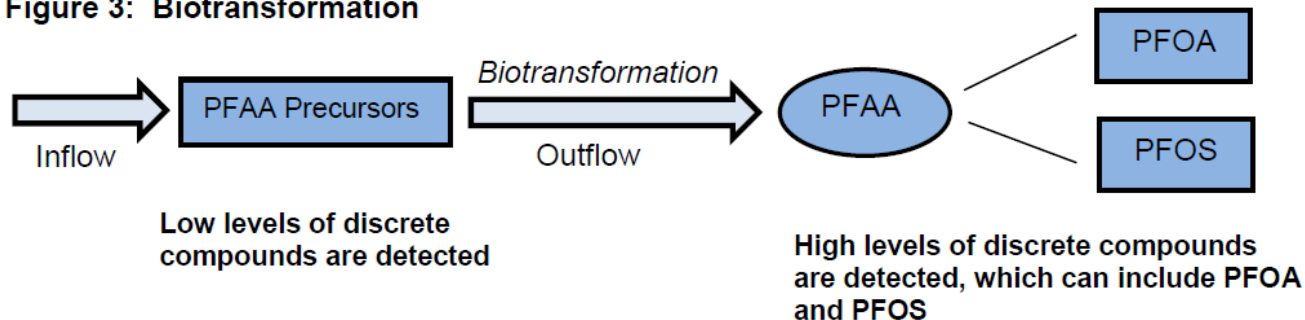 Figure 3: Biotransformation
PFOA
Biotransformation
PFAA Precursors
PFAA
Inflow
Outflow
PFOS
Low levels of discrete
compounds are detected
High levels of discrete compounds
are detected, which can include PFOA
and PFOS